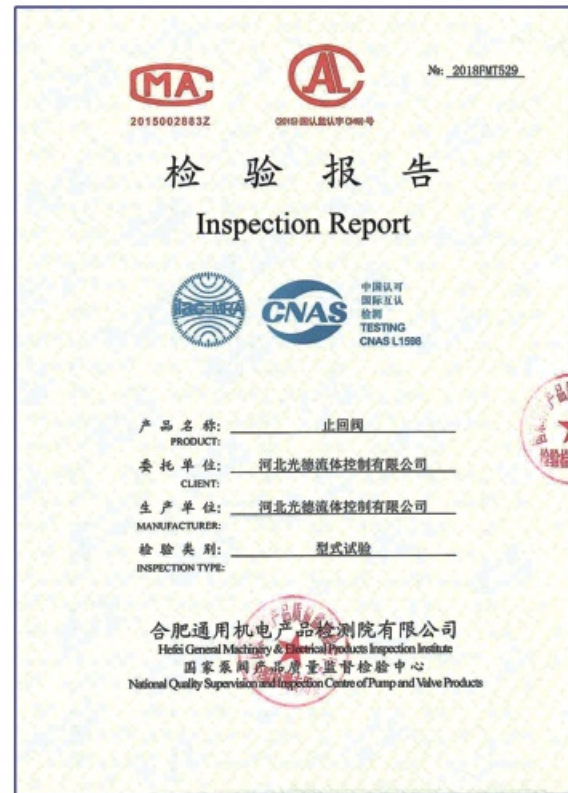 MA
2015002883Z
CAL
№: 2018FMT529
检验报告
Inspection Report
ilac-MRA
CNAS
中国认可
国际互认
检测
TESTING
CNAS L1598
产品名称: 止回阀
PRODUCT:
委托单位: 河北光德流体控制有限公司
CLIENT:
生产单位: 河北光德流体控制有限公司
MANUFACTURER:
检验类别: 型式试验
INSPECTION TYPE:
合肥通用机电产品检测院有限公司
Hefei General Machinery & Electrical Products Inspection Institute
国家泵阀产品质量监督检验中心
National Quality Supervision and Inspection Centre of Pump and Valve Products